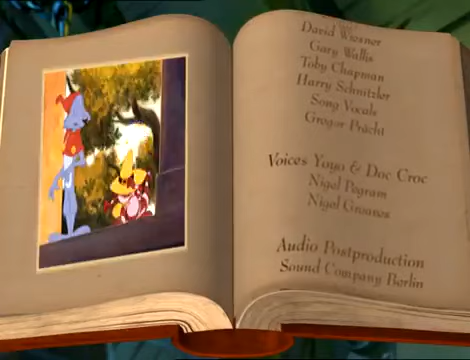 David Wiesner
Gary Wallis
Toby Chapman
Harry Schnitzler
Song Vocals
Gregor Prächt
Voices Yoyo & Doc Croc
Nigel Pegram
Nigel Greaves
Audio Postproduction
Sound Company Berlin